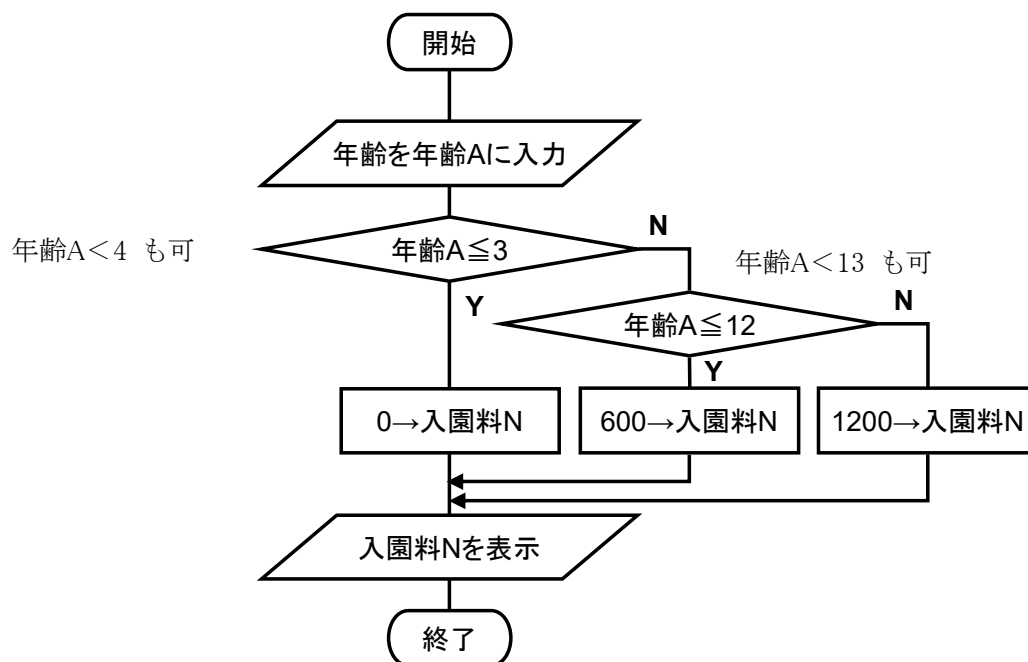 開始
年齢を年齢Aに入力
年齢A<4 も可
年齢A≦3
N
Y
年齢A<13 も可
年齢A≦12
N
Y
0→入園料N
600→入園料N
1200→入園料N
入園料Nを表示
終了